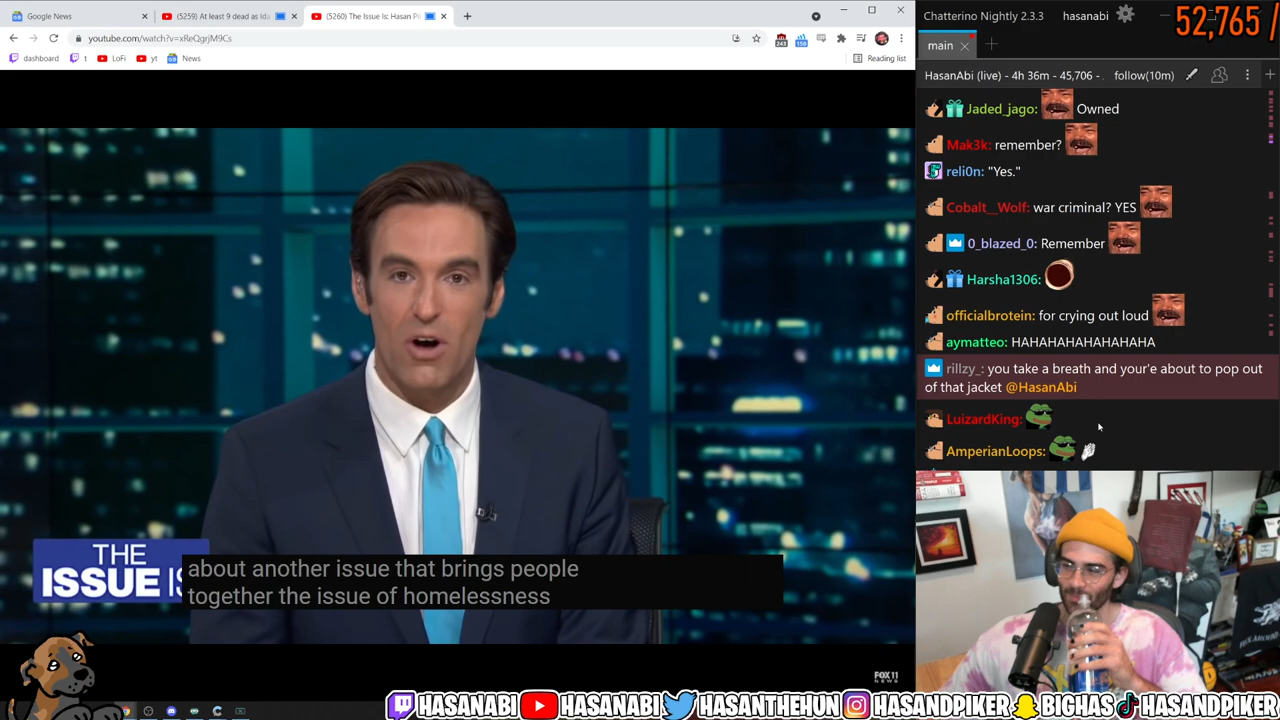 Google News
(5259) At least 9 dead as Ida
(5260) The Issue Is: Hasan Pi
youtube.com/watch?v=xReQgrjM9Cs
243
156
dashboard
t
LoFi
yt
News
Reading list
Chatterino Nightly 2.3.3
hasanabi
52,765 /
main
HasanAbi (live) - 4h 36m - 45,706 -
follow(10m)
Jaded_jago: Owned
Mak3k: remember?
reli0n: "Yes."
Cobalt__Wolf: war criminal? YES
0_blazed_0: Remember
Harsha1306:
officialbrotein: for crying out loud
aymatteo: HAHAHAHAHAHAHAHA
rillzy_: you take a breath and your'e about to pop out
of that jacket @HasanAbi
LuizardKing:
AmperianLoops:
THE
ISSUE IS
about another issue that brings people
together the issue of homelessness
FOX 11
NEWS
HASANABI
HASANABI
HASANTHEHUN
HASANDPIKER
BIGHAS
HASANDPIKER